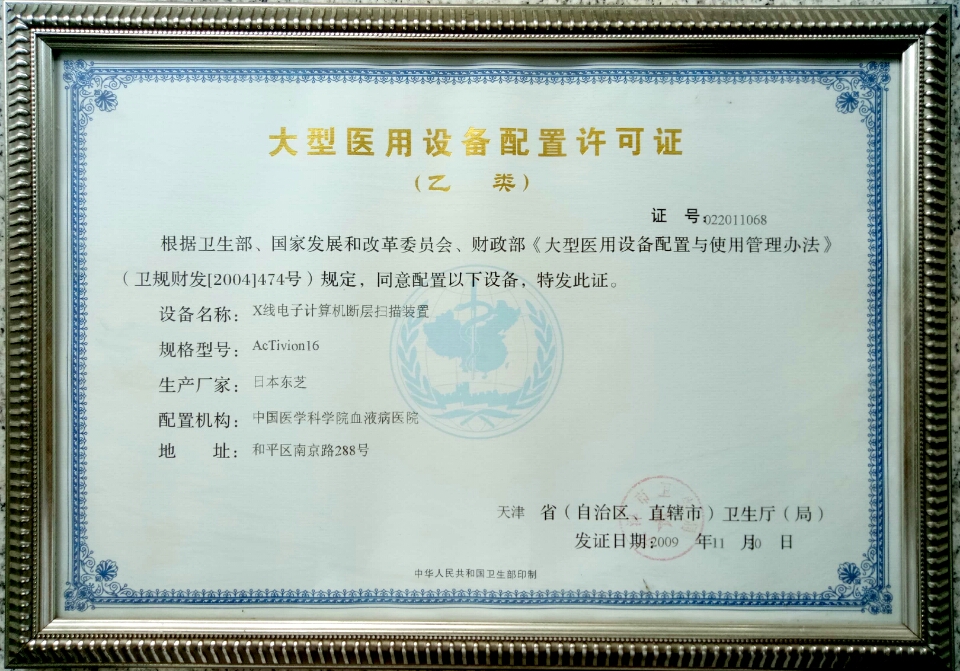 大型医用设备配置许可证
（乙 类）
证 号:022011068
根据卫生部、国家发展和改革委员会、财政部《大型医用设备配置与使用管理办法》
（卫规财发[2004]474号）规定，同意配置以下设备，特发此证。
设备名称：X线电子计算机断层扫描装置
规格型号：AcTivion16
生产厂家：日本东芝
配置机构：中国医学科学院血液病医院
地 址：和平区南京路288号
天津 省（自治区、直辖市）卫生厅（局）
发证日期:2009 年11 月 日
中华人民共和国卫生部印制